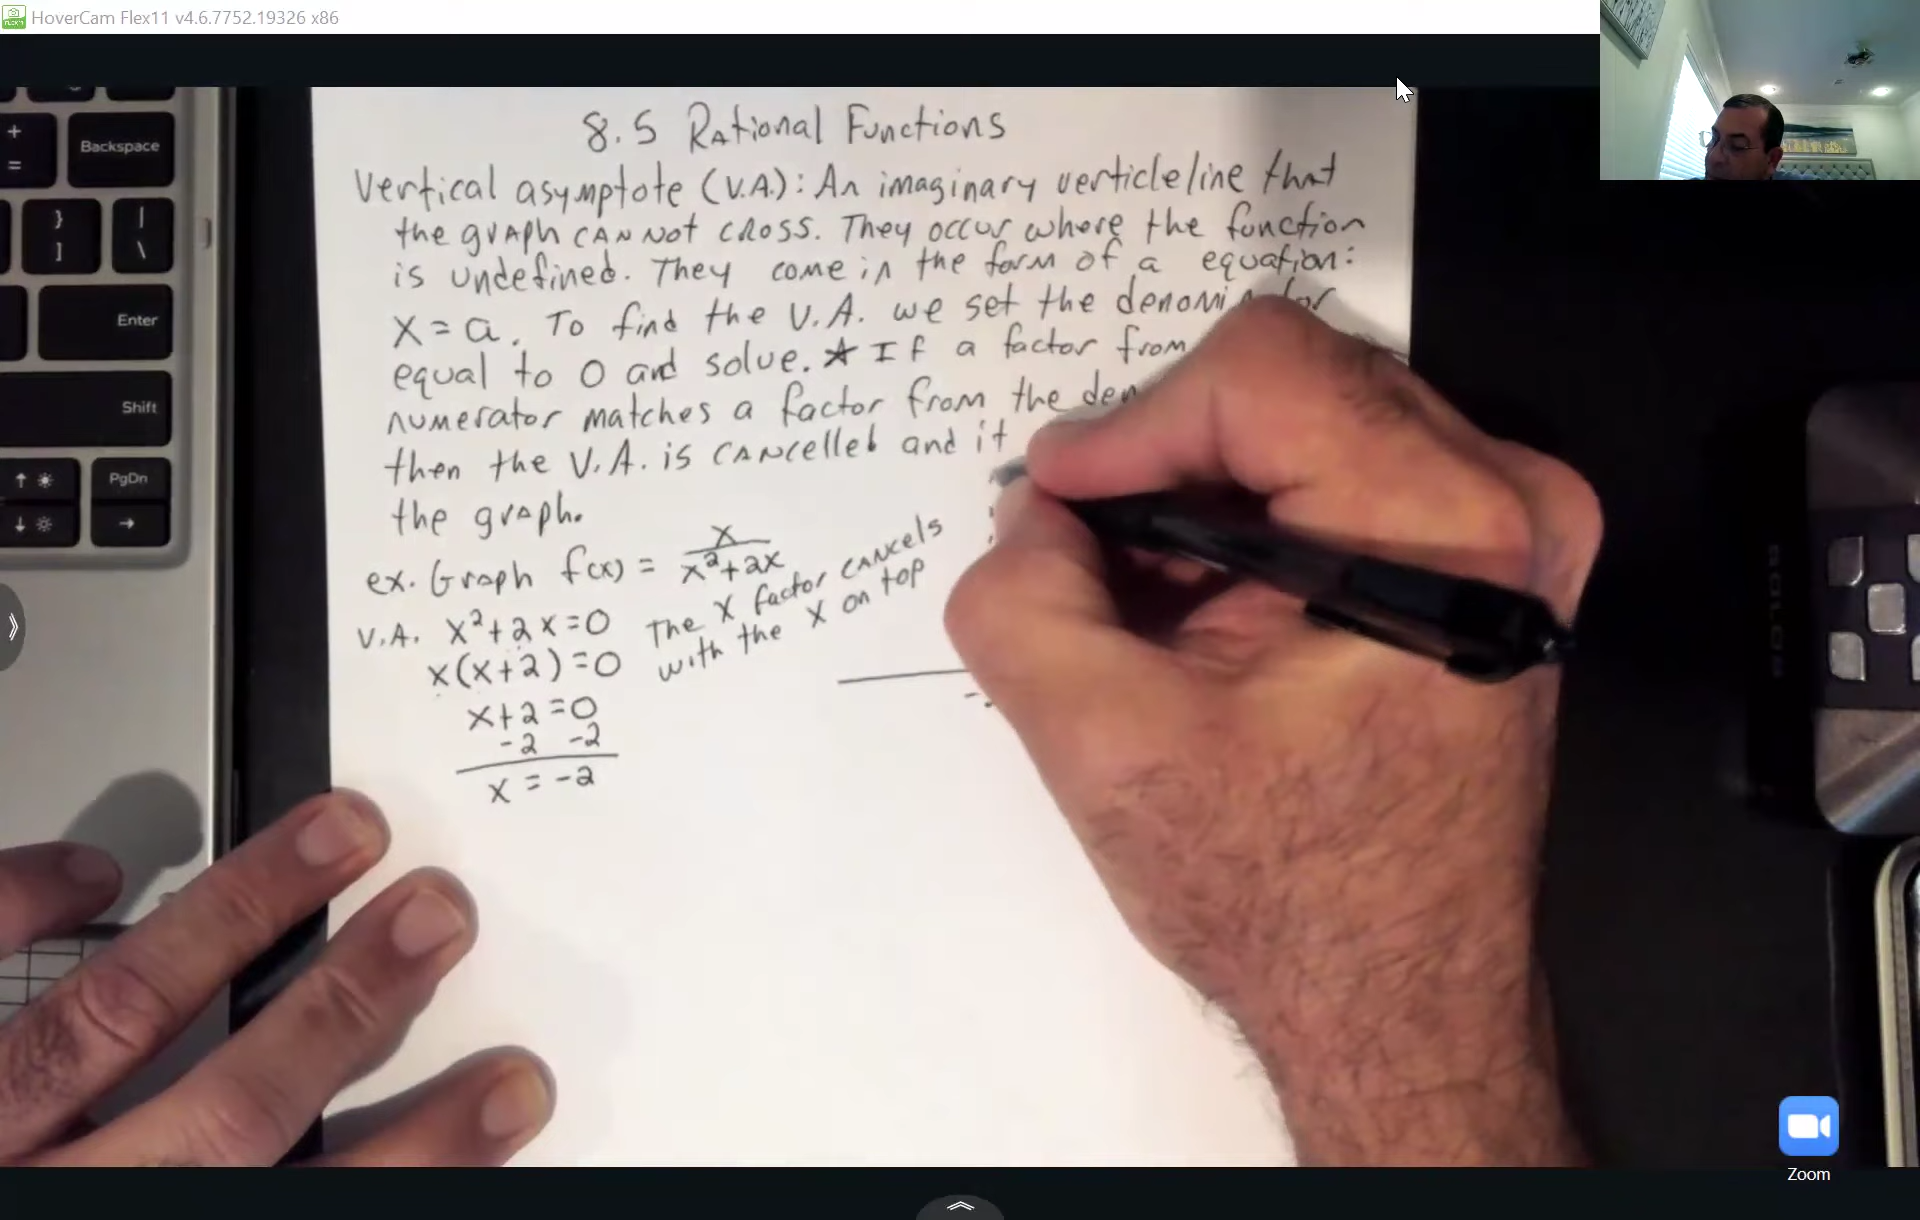 HoverCam Flex11 v4.6.7752.19326 x86
8.5 Rational Functions
Vertical asymptote (V.A.): An imaginary verticle line that
the graph cannot cross. They occur where the function
is undefined. They come in the form of a equation:
x = a. To find the V.A. we set the
equal to 0 and solve. ★ If a factor from
numerator matches a factor from the
then the V.A. is cancelled and it
the graph.
ex. Graph f(x) = x / x²+2x
V.A. x²+2x=0
x(x+2)=0
x+2=0
-2 -2
x = -2
The x factor cancels
with the x on top
+
=
Backspace
}
]
|
\
Enter
Shift
↑
PgDn
↓
→
Zoom